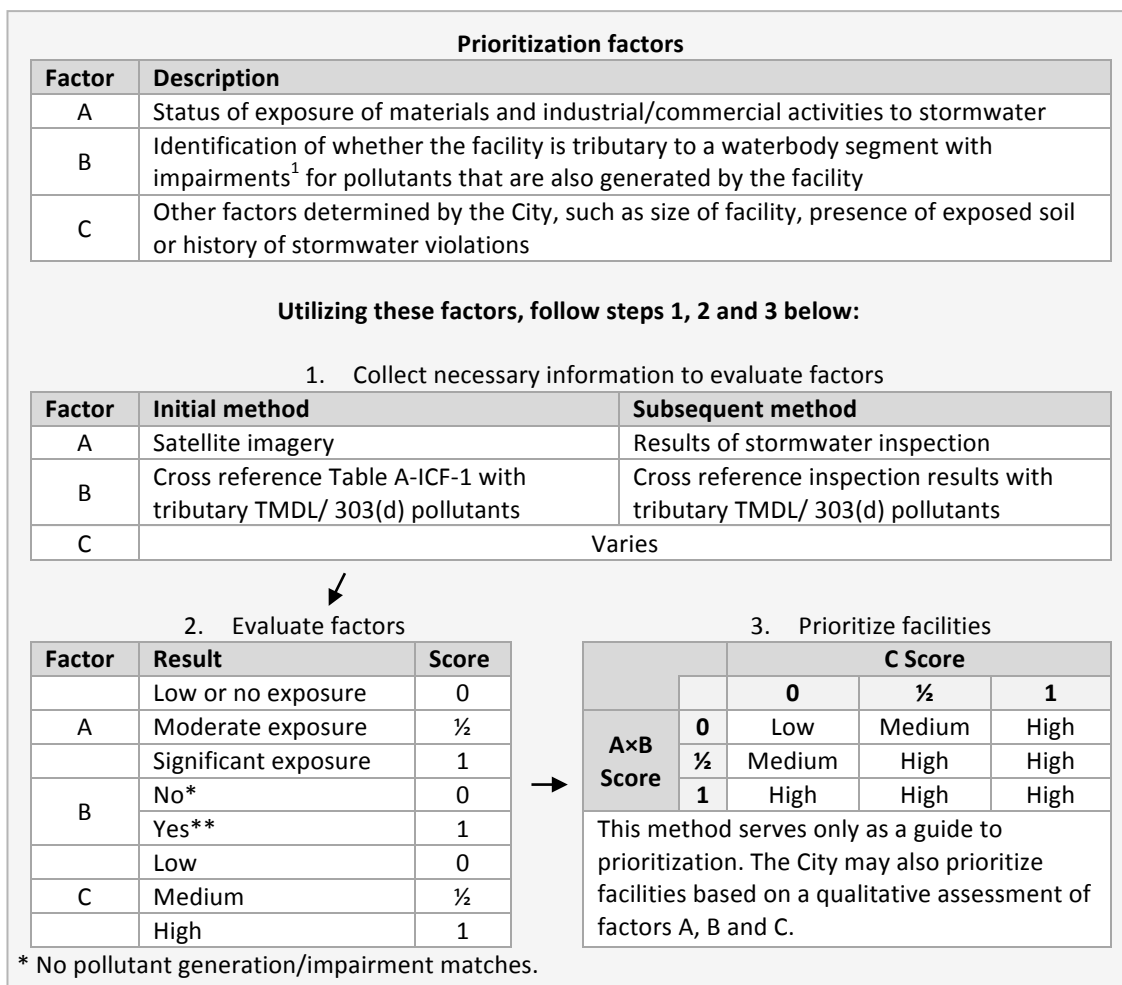 Prioritization factors
Factor Description
A Status of exposure of materials and industrial/commercial activities to stormwater
B Identification of whether the facility is tributary to a waterbody segment with
impairments¹ for pollutants that are also generated by the facility
C Other factors determined by the City, such as size of facility, presence of exposed soil
or history of stormwater violations
Utilizing these factors, follow steps 1, 2 and 3 below:
1. Collect necessary information to evaluate factors
Factor Initial method Subsequent method
A Satellite imagery Results of stormwater inspection
B Cross reference Table A-ICF-1 with
tributary TMDL/ 303(d) pollutants
Cross reference inspection results with
tributary TMDL/ 303(d) pollutants
C Varies
2. Evaluate factors
Factor Result Score
Low or no exposure 0
A Moderate exposure ½
Significant exposure 1
B
No* 0
Yes** 1
Low 0
C Medium ½
High 1
3. Prioritize facilities
C Score
0 ½ 1
A×B
Score
0 Low Medium High
½ Medium High High
1 High High High
This method serves only as a guide to
prioritization. The City may also prioritize
facilities based on a qualitative assessment of
factors A, B and C.
* No pollutant generation/impairment matches.